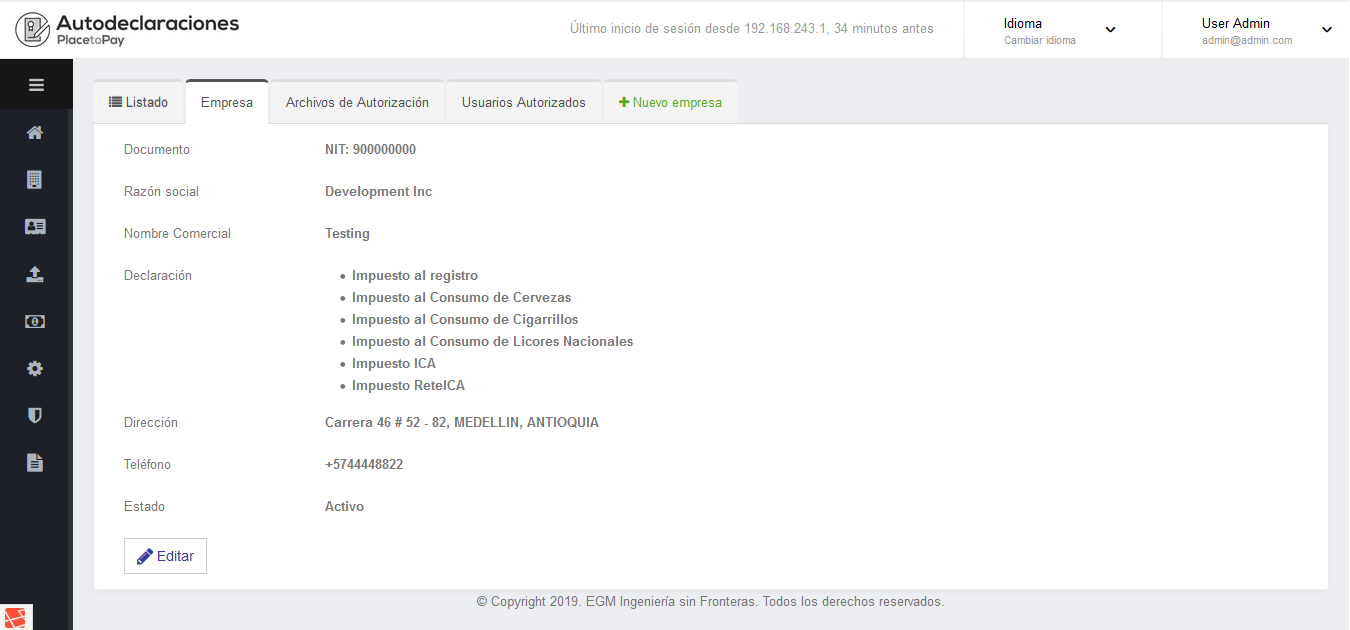 Autodeclaraciones
PlacetoPay
Último inicio de sesión desde 192.168.243.1, 34 minutos antes
Idioma
Cambiar idioma
User Admin
admin@admin.com
Listado
Empresa
Archivos de Autorización
Usuarios Autorizados
Nuevo empresa
Documento
NIT: 900000000
Razón social
Development Inc
Nombre Comercial
Testing
Declaración
Impuesto al registro
Impuesto al Consumo de Cervezas
Impuesto al Consumo de Cigarrillos
Impuesto al Consumo de Licores Nacionales
Impuesto ICA
Impuesto ReteICA
Dirección
Carrera 46 # 52 - 82, MEDELLIN, ANTIOQUIA
Teléfono
+5744448822
Estado
Activo
Editar
© Copyright 2019. EGM Ingeniería sin Fronteras. Todos los derechos reservados.